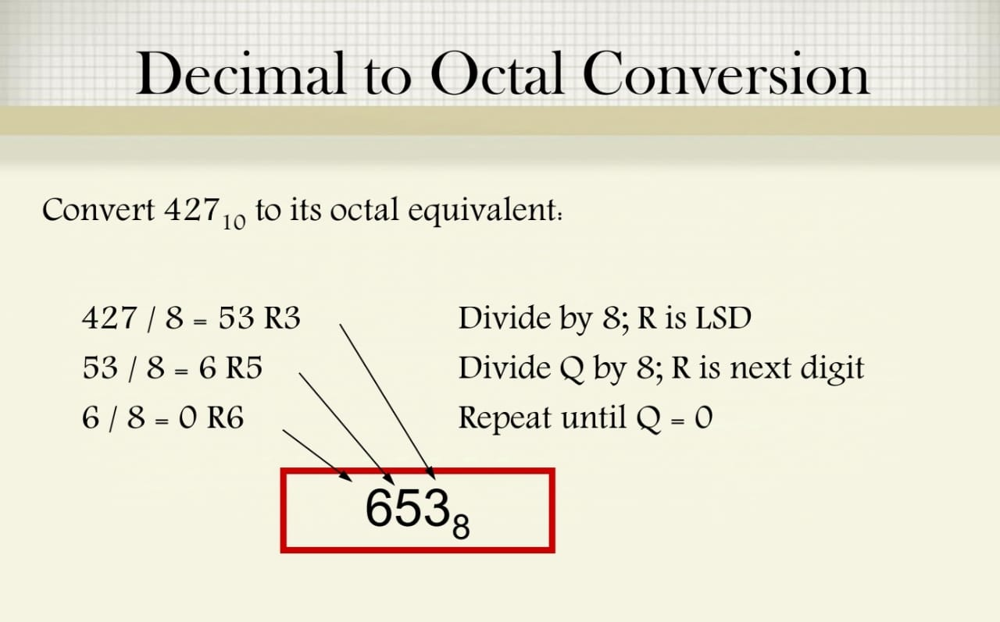 Decimal to Octal Conversion
Convert 427₁₀ to its octal equivalent:
427 / 8 = 53 R3 Divide by 8; R is LSD
53 / 8 = 6 R5 Divide Q by 8; R is next digit
6 / 8 = 0 R6 Repeat until Q = 0
653₈